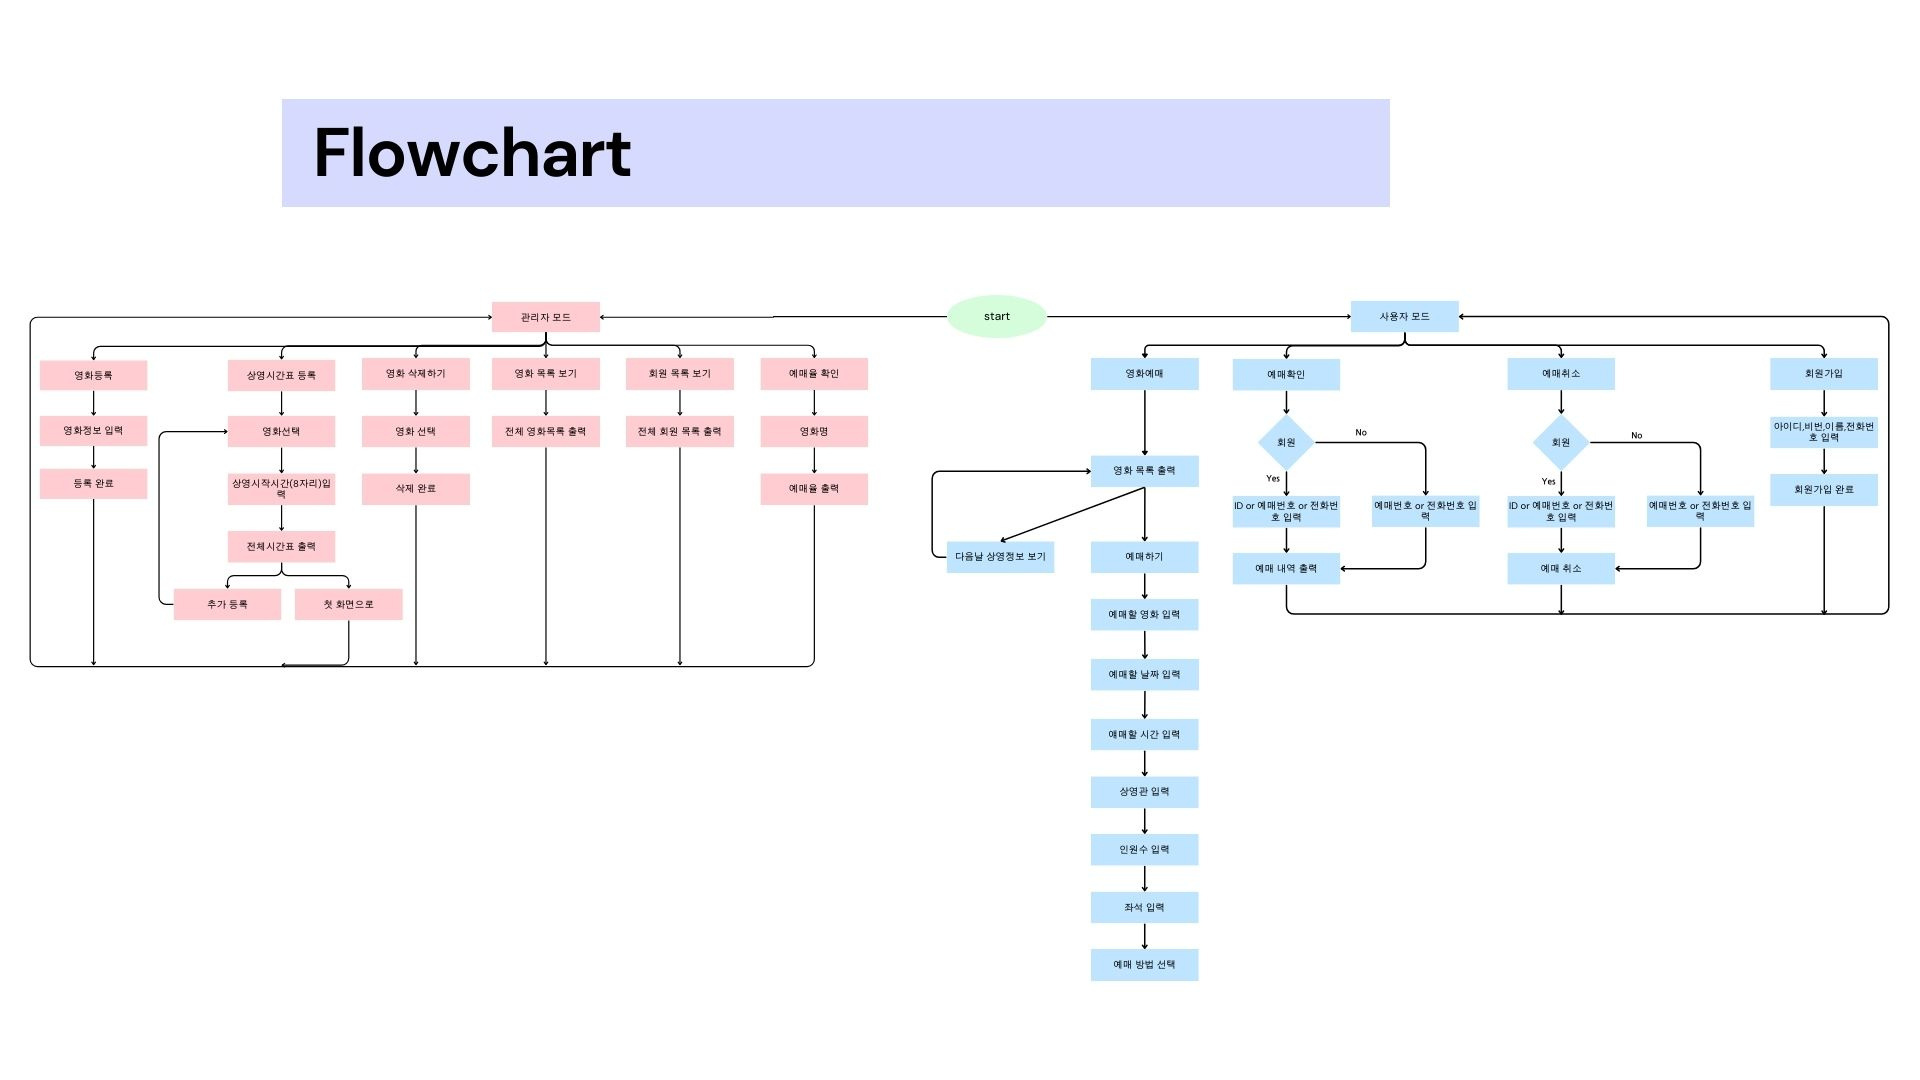 Flowchart
start
관리자 모드
영화등록
영화정보 입력
등록 완료
상영시간표 등록
영화선택
상영시작시간(8자리)입
력
전체시간표 출력
추가 등록
첫 화면으로
영화 삭제하기
영화 선택
삭제 완료
영화 목록 보기
전체 영화목록 출력
회원 목록 보기
전체 회원 목록 출력
예매율 확인
영화명
예매율 출력
사용자 모드
영화예매
영화 목록 출력
다음날 상영정보 보기
예매하기
예매할 영화 입력
예매할 날짜 입력
얘매할 시간 입력
상영관 입력
인원수 입력
좌석 입력
예매 방법 선택
예매확인
회원
No
Yes
ID or 예매번호 or 전화번
호 입력
예매번호 or 전화번호 입
력
예매 내역 출력
예매취소
회원
No
Yes
ID or 예매번호 or 전화번
호 입력
예매번호 or 전화번호 입
력
예매 취소
회원가입
아이디,비번,이름,전화번
호 입력
회원가입 완료